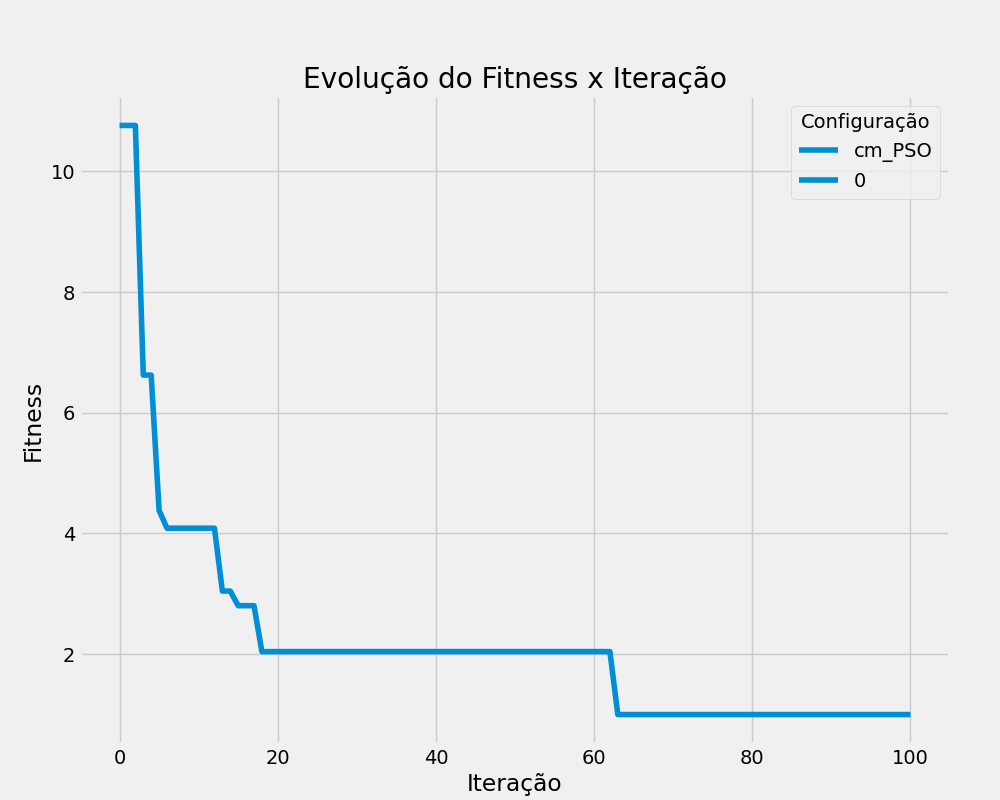 Evolução do Fitness x Iteração
Configuração
cm_PSO
0
10
8
6
4
2
Fitness
0 20 40 60 80 100
Iteração